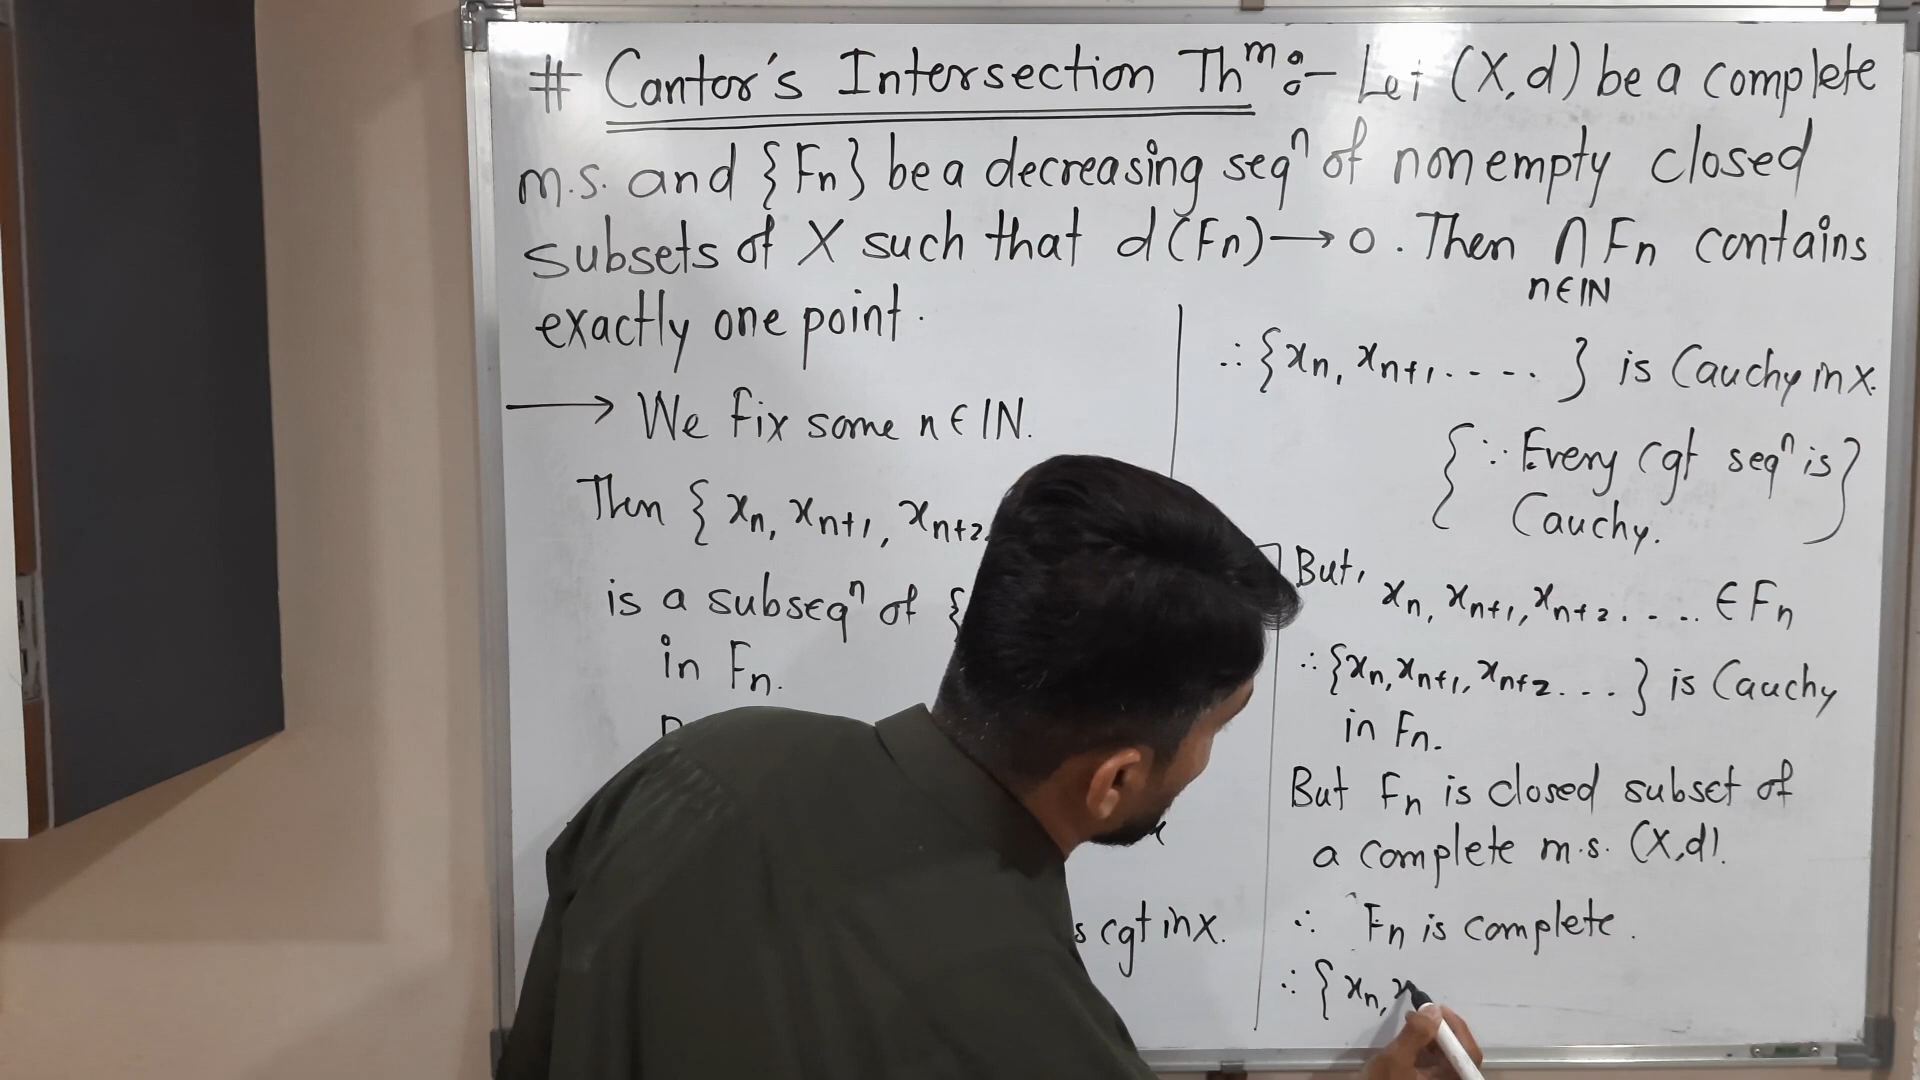 # Cantor's Intersection Thᵐ :- Let (X,d) be a complete
m.s. and {Fn} be a decreasing seqⁿ of nonempty closed
subsets of X such that d(Fn) → 0. Then ∩ Fn contains
n∈IN
exactly one point.
→ We fix some n∈IN.
Then { xn, xn+1, xn+2
is a subseqⁿ of {
in Fn.
s cgt in X.
∴ {xn, xn+1, .... } is Cauchy in X.
{ ∵ Every cgt seqⁿ is }
Cauchy.
But, xn, xn+1, xn+2 .... ∈ Fn
∴ {xn, xn+1, xn+2 ... } is Cauchy
in Fn.
But Fn is closed subset of
a complete m.s. (X,d).
∴ Fn is complete.
∴ { xn, x